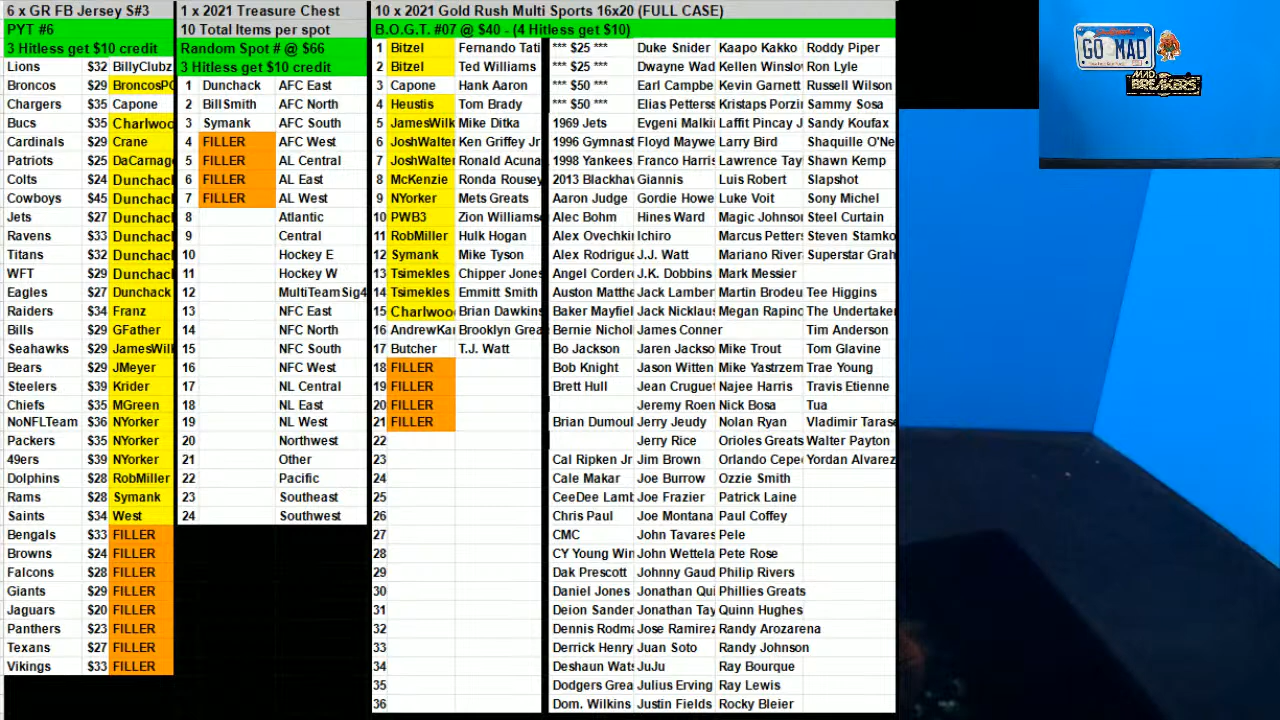 6 x GR FB Jersey S#3
PYT #6
3 Hitless get $10 credit
Lions $32 BillyClubz
Broncos $29 BroncosPC
Chargers $35 Capone
Bucs $35 Charlwoo
Cardinals $29 Crane
Patriots $25 DaCarnag
Colts $24 Dunchack
Cowboys $45 Dunchack
Jets $27 Dunchack
Ravens $33 Dunchack
Titans $32 Dunchack
WFT $29 Dunchack
Eagles $27 Dunchack
Raiders $34 Franz
Bills $29 GFather
Seahawks $29 JamesWilk
Bears $29 JMeyer
Steelers $39 Krider
Chiefs $35 MGreen
NoNFLTeam $36 NYorker
Packers $35 NYorker
49ers $39 NYorker
Dolphins $28 RobMiller
Rams $28 Symank
Saints $34 West
Bengals $33 FILLER
Browns $24 FILLER
Falcons $28 FILLER
Giants $29 FILLER
Jaguars $20 FILLER
Panthers $23 FILLER
Texans $27 FILLER
Vikings $33 FILLER
1 x 2021 Treasure Chest
10 Total Items per spot
Random Spot # @ $66
3 Hitless get $10 credit
1 Dunchack AFC East
2 BillSmith AFC North
3 Symank AFC South
4 FILLER AFC West
5 FILLER AL Central
6 FILLER AL East
7 FILLER AL West
8 Atlantic
9 Central
10 Hockey E
11 Hockey W
12 MultiTeamSig4
13 NFC East
14 NFC North
15 NFC South
16 NFC West
17 NL Central
18 NL East
19 NL West
20 Northwest
21 Other
22 Pacific
23 Southeast
24 Southwest
10 x 2021 Gold Rush Multi Sports 16x20 (FULL CASE)
B.O.G.T. #07 @ $40 - (4 Hitless get $10)
1 Bitzel Fernando Tati *** $25 *** Duke Snider Kaapo Kakko Roddy Piper
2 Bitzel Ted Williams *** $25 *** Dwayne Wad Kellen Winslo Ron Lyle
3 Capone Hank Aaron *** $50 *** Earl Campbe Kevin Garnett Russell Wilson
4 Heustis Tom Brady *** $50 *** Elias Petterss Kristaps Porzi Sammy Sosa
5 JamesWilk Mike Ditka 1969 Jets Evgeni Malki Laffit Pincay J Sandy Koufax
6 JoshWalter Ken Griffey Jr 1996 Gymnast Floyd Maywe Larry Bird Shaquille O'Ne
7 JoshWalter Ronald Acuna 1998 Yankees Franco Harris Lawrence Tay Shawn Kemp
8 McKenzie Ronda Rousey 2013 Blackhav Giannis Luis Robert Slapshot
9 NYorker Mets Greats Aaron Judge Gordie Howe Luke Voit Sony Michel
10 PWB3 Zion Williams Alec Bohm Hines Ward Magic Johnso Steel Curtain
11 RobMiller Hulk Hogan Alex Ovechki Ichiro Marcus Petters Steven Stamko
12 Symank Mike Tyson Alex Rodrigue J.J. Watt Mariano River Superstar Grah
13 Tsimekles Chipper Jones Angel Corder J.K. Dobbins Mark Messier
14 Tsimekles Emmitt Smith Auston Matthe Jack Lamber Martin Brodeu Tee Higgins
15 Charlwoo Brian Dawkins Baker Mayfiel Jack Nicklaus Megan Rapino The Undertake
16 AndrewKar Brooklyn Grea Bernie Nichol James Conner Tim Anderson
17 Butcher T.J. Watt Bo Jackson Jaren Jackso Mike Trout Tom Glavine
18 FILLER Bob Knight Jason Witten Mike Yastrzem Trae Young
19 FILLER Brett Hull Jean Cruguet Najee Harris Travis Etienne
20 FILLER Jeremy Roen Nick Bosa Tua
21 FILLER Brian Dumoul Jerry Jeudy Nolan Ryan Vladimir Tarase
22 Jerry Rice Orioles Greats Walter Payton
23 Cal Ripken Jr Jim Brown Orlando Cepe Yordan Alvarez
24 Cale Makar Joe Burrow Ozzie Smith
25 CeeDee Lamb Joe Frazier Patrick Laine
26 Chris Paul Joe Montana Paul Coffey
27 CMC John Tavares Pele
28 CY Young Win John Wettela Pete Rose
29 Dak Prescott Johnny Gaud Philip Rivers
30 Daniel Jones Jonathan Qui Phillies Greats
31 Deion Sander Jonathan Tay Quinn Hughes
32 Dennis Rodma Jose Ramirez Randy Arozarena
33 Derrick Henry Juan Soto Randy Johnson
34 Deshaun Wats JuJu Ray Bourque
35 Dodgers Grea Julius Erving Ray Lewis
36 Dom. Wilkins Justin Fields Rocky Bleier
GO MAD
MAD
BREAKERS